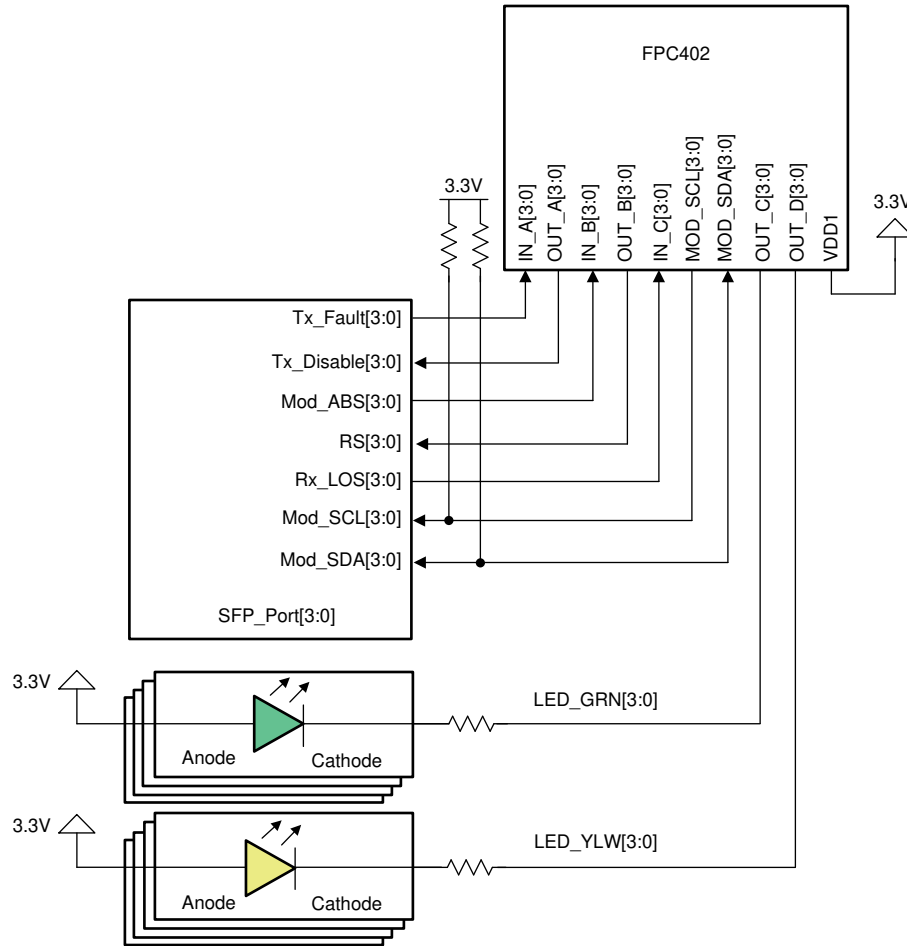 FPC402
3.3V
IN_A[3:0]
OUT_A[3:0]
IN_B[3:0]
OUT_B[3:0]
IN_C[3:0]
MOD_SCL[3:0]
MOD_SDA[3:0]
OUT_C[3:0]
OUT_D[3:0]
VDD1
3.3V
Tx_Fault[3:0]
Tx_Disable[3:0]
Mod_ABS[3:0]
RS[3:0]
Rx_LOS[3:0]
Mod_SCL[3:0]
Mod_SDA[3:0]
SFP_Port[3:0]
3.3V
LED_GRN[3:0]
Anode
Cathode
3.3V
LED_YLW[3:0]
Anode
Cathode